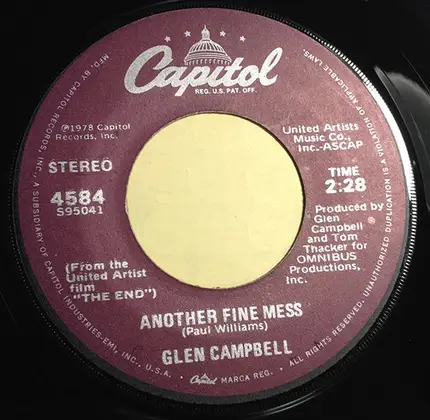 Capitol
REG. U.S. PAT. OFF.
℗1978 Capitol
Records, Inc.
STEREO
4584
S95041
(From the
United Artist
film
"THE END")
United Artists
Music Co.,
Inc.-ASCAP
TIME
2:28
Produced by
Glen
Campbell
and Tom
Thacker for
OMNIBUS
Productions,
Inc.
ANOTHER FINE MESS
(Paul Williams)
GLEN CAMPBELL
MFD. BY CAPITOL RECORDS, INC., A SUBSIDIARY OF CAPITOL INDUSTRIES-EMI, INC., U.S.A. • Capitol MARCA REG. • ALL RIGHTS RESERVED. UNAUTHORIZED DUPLICATION IS A VIOLATION OF APPLICABLE LAWS.